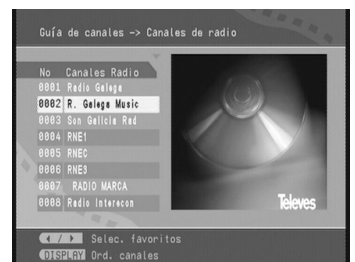 Guía de canales -> Canales de radio
No Canales Radio
0001 Radio Galega
0002 R. Galega Music
0003 Son Galicia Rad
0004 RNE1
0005 RNEC
0006 RNE3
0007 RADIO MARCA
0008 Radio Interecon
Televes
◄ / ► Selec. favoritos
DISPLAY Ord. canales